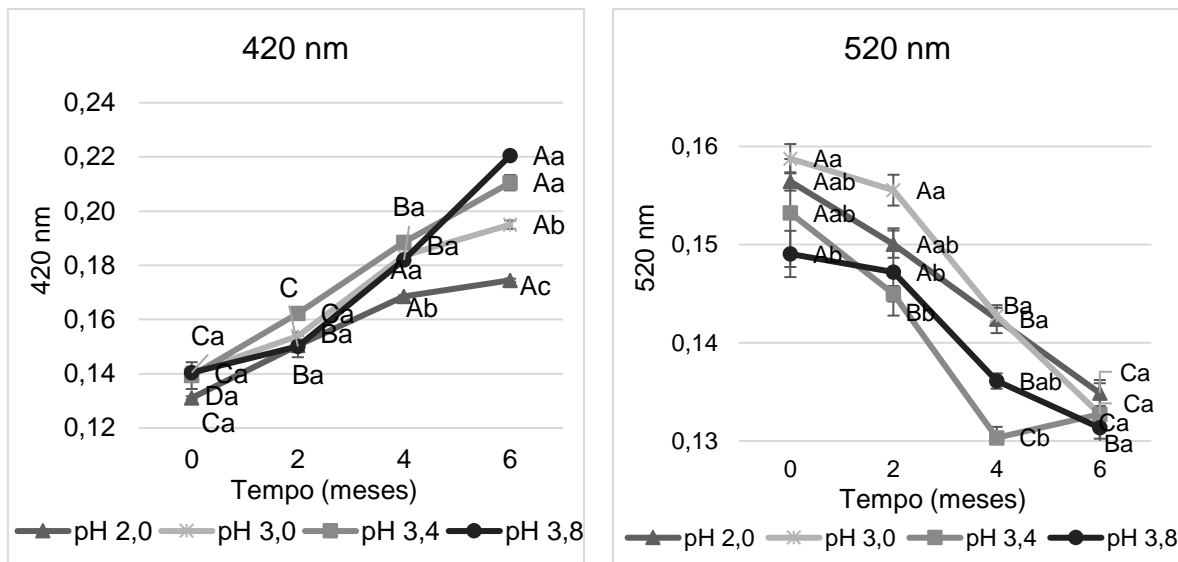 420 nm
420 nm
0,24
0,22
0,20
0,18
0,16
0,14
0,12
Aa
Aa
Ba
Ab
Ba
Aa
Ac
C
Ab
Ca
Ca
Ba
Ba
Ca
Da
Ca
0 2 4 6
Tempo (meses)
pH 2,0 pH 3,0 pH 3,4 pH 3,8
520 nm
520 nm
0,16
0,15
0,14
0,13
Aa
Aab
Aa
Aab
Aab
Ab
Ab
Bb
Ba
Ba
Bab
Ca
Ca
Ca
Cb
Ba
0 2 4 6
Tempo (meses)
pH 2,0 pH 3,0 pH 3,4 pH 3,8